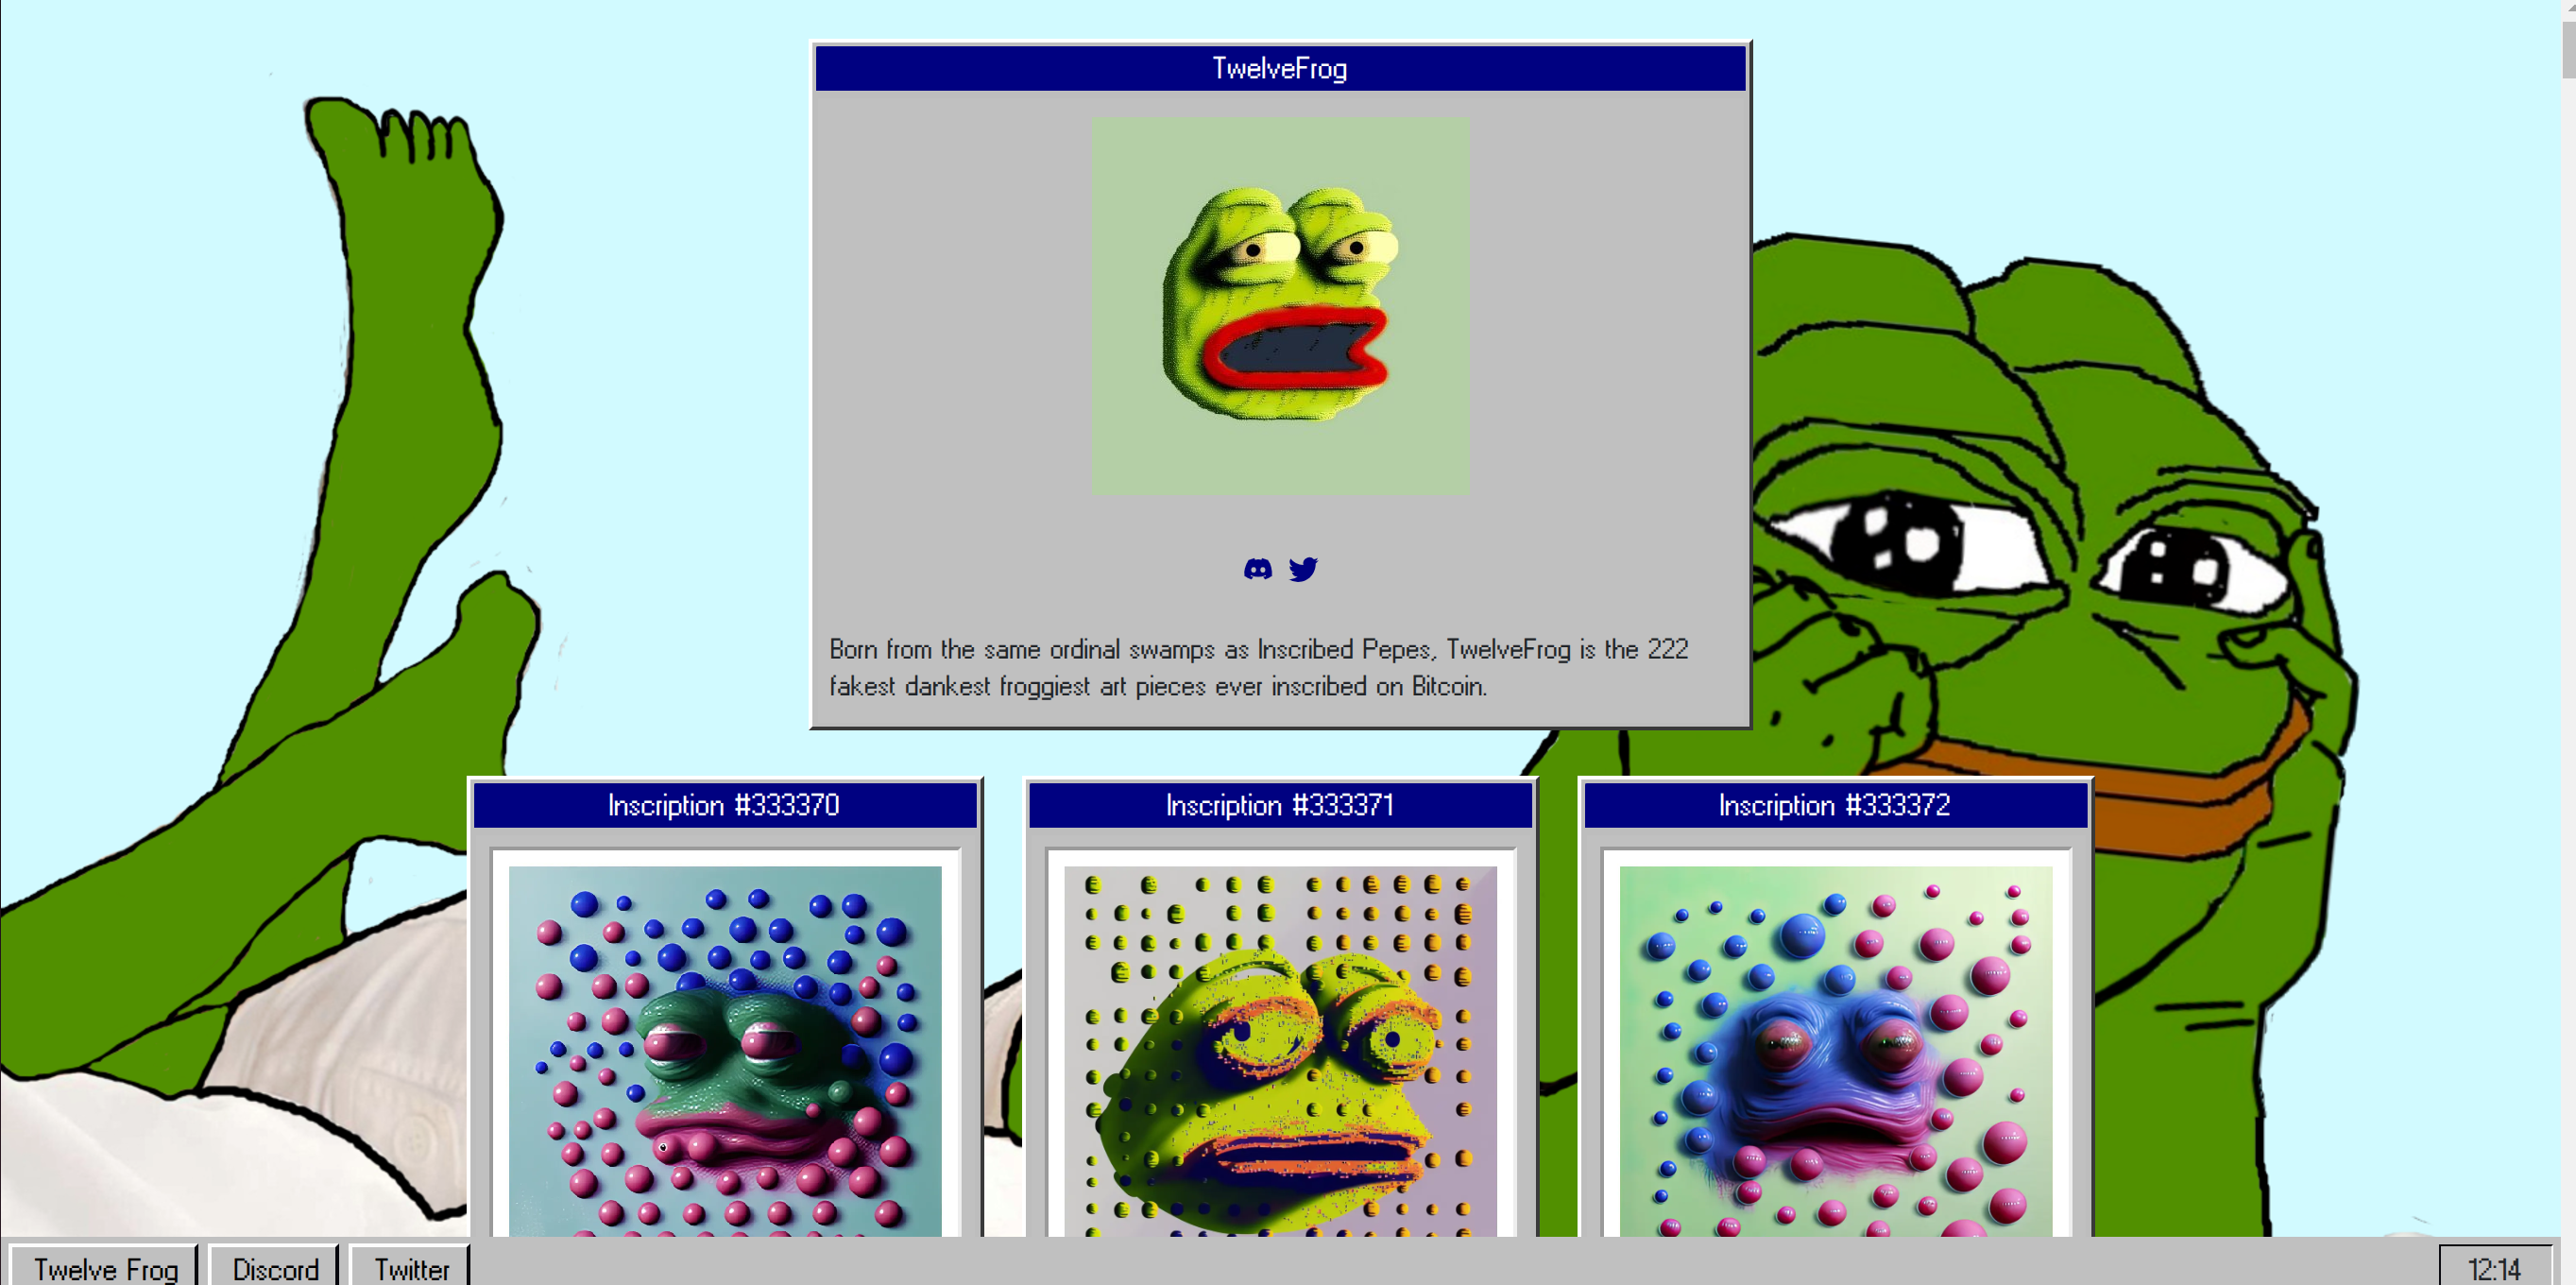 TwelveFrog
Born from the same ordinal swamps as Inscribed Pepes, TwelveFrog is the 222
fakest dankest froggiest art pieces ever inscribed on Bitcoin.
Inscription #333370
Inscription #333371
Inscription #333372
Twelve Frog
Discord
Twitter
12:14